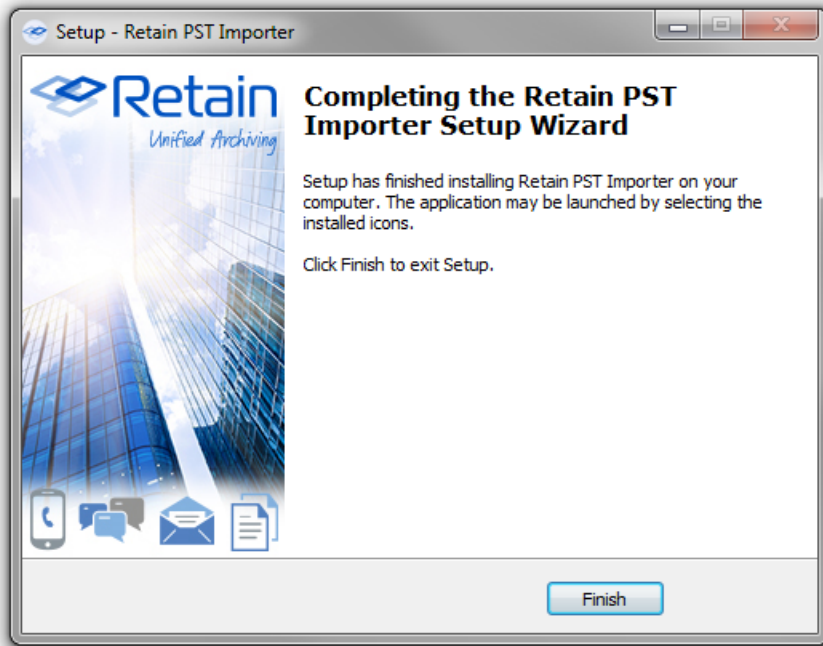 Setup - Retain PST Importer
Retain
Unified Archiving
Completing the Retain PST
Importer Setup Wizard
Setup has finished installing Retain PST Importer on your
computer. The application may be launched by selecting the
installed icons.
Click Finish to exit Setup.
Finish